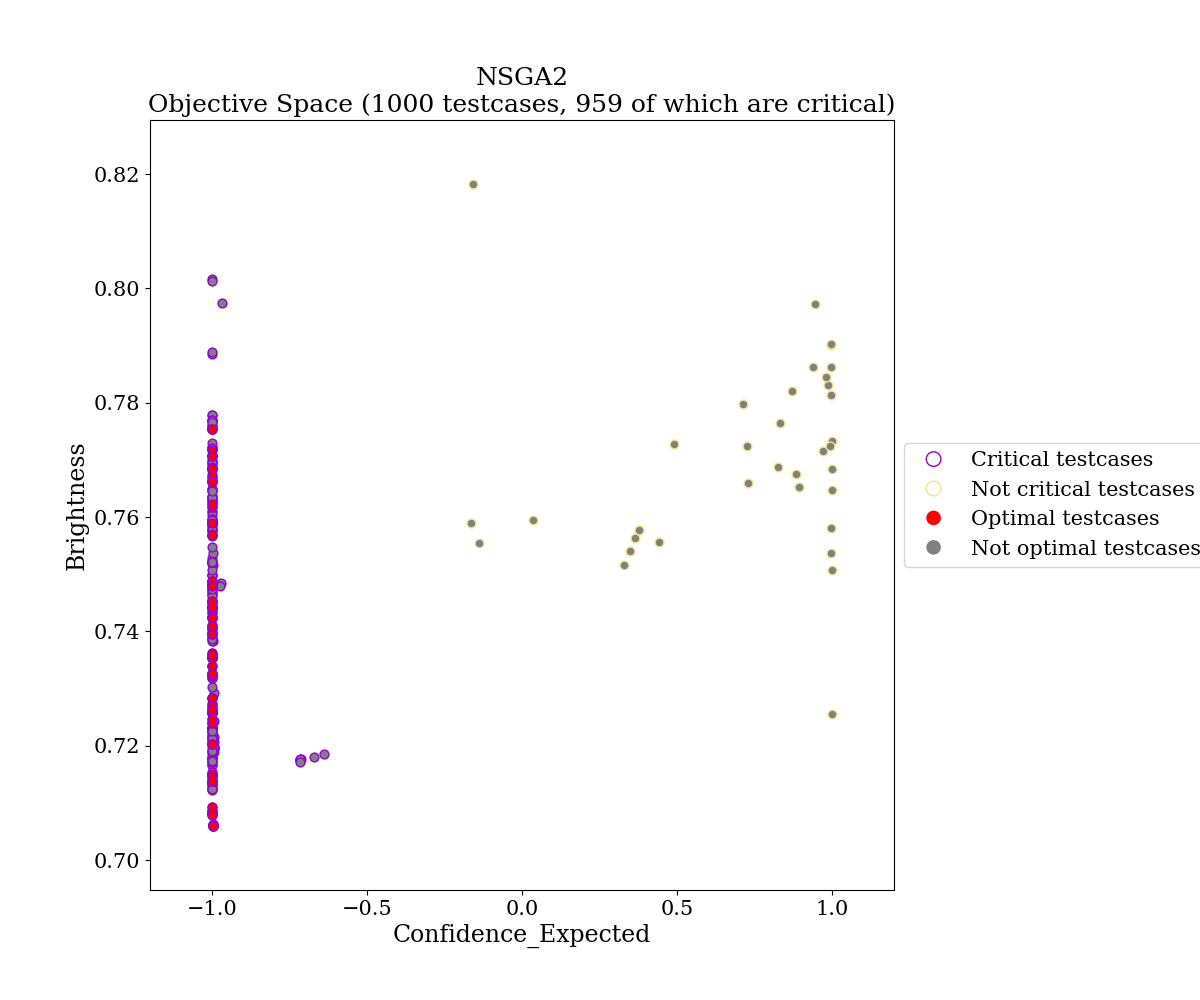 NSGA2
Objective Space (1000 testcases, 959 of which are critical)
0.82
0.80
0.78
0.76
0.74
0.72
0.70
Brightness
−1.0
−0.5
0.0
0.5
1.0
Confidence_Expected
Critical testcases
Not critical testcases
Optimal testcases
Not optimal testcases